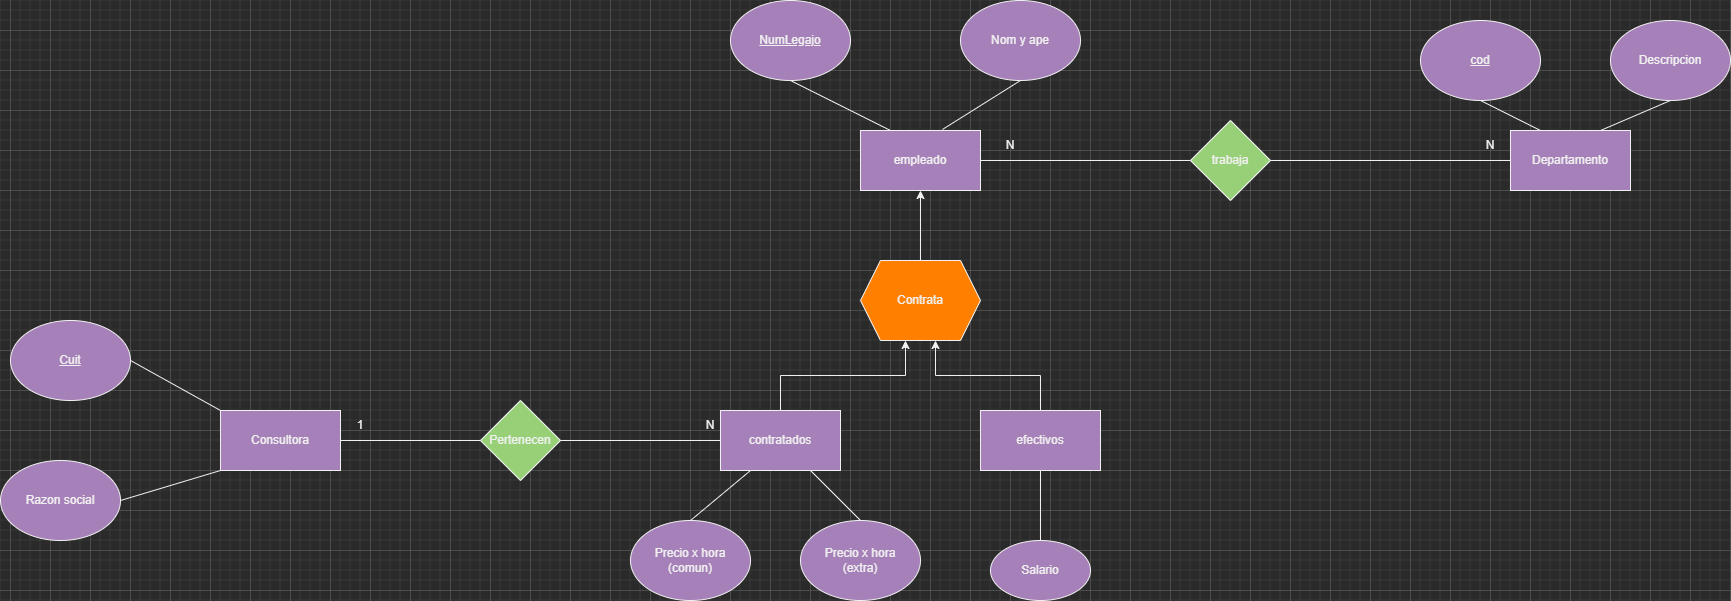 NumLegajo
Nom y ape
cod
Descripcion
empleado
N
trabaja
N
Departamento
Contrata
Cuit
Consultora
1
Pertenecen
N
contratados
efectivos
Razon social
Precio x hora
(comun)
Precio x hora
(extra)
Salario